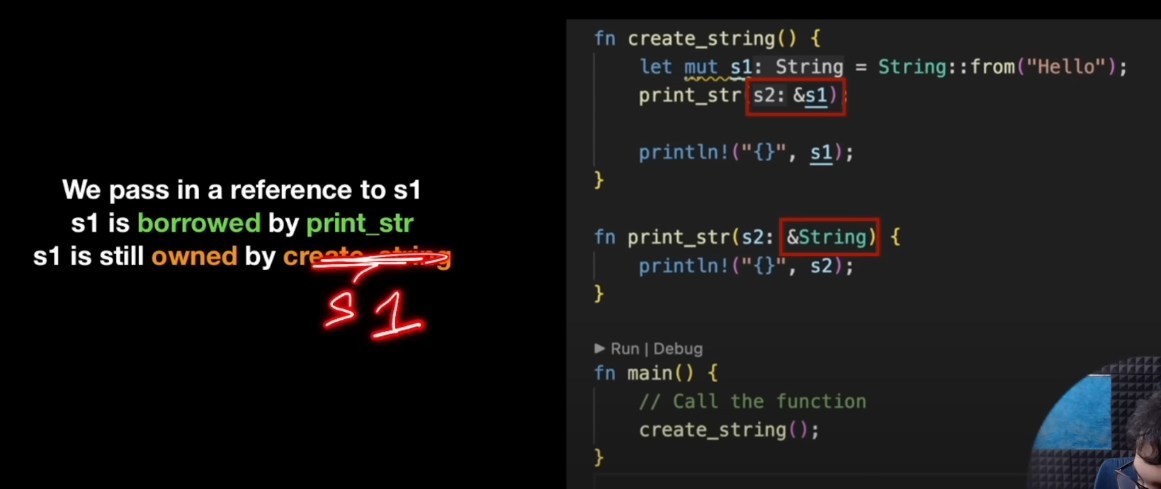 We pass in a reference to s1
s1 is borrowed by print_str
s1 is still owned by create_string
s1
fn create_string() {
let mut s1: String = String::from("Hello");
print_str(s2: &s1);
println!("{}", s1);
}
fn print_str(s2: &String) {
println!("{}", s2);
}
▶ Run | Debug
fn main() {
// Call the function
create_string();
}